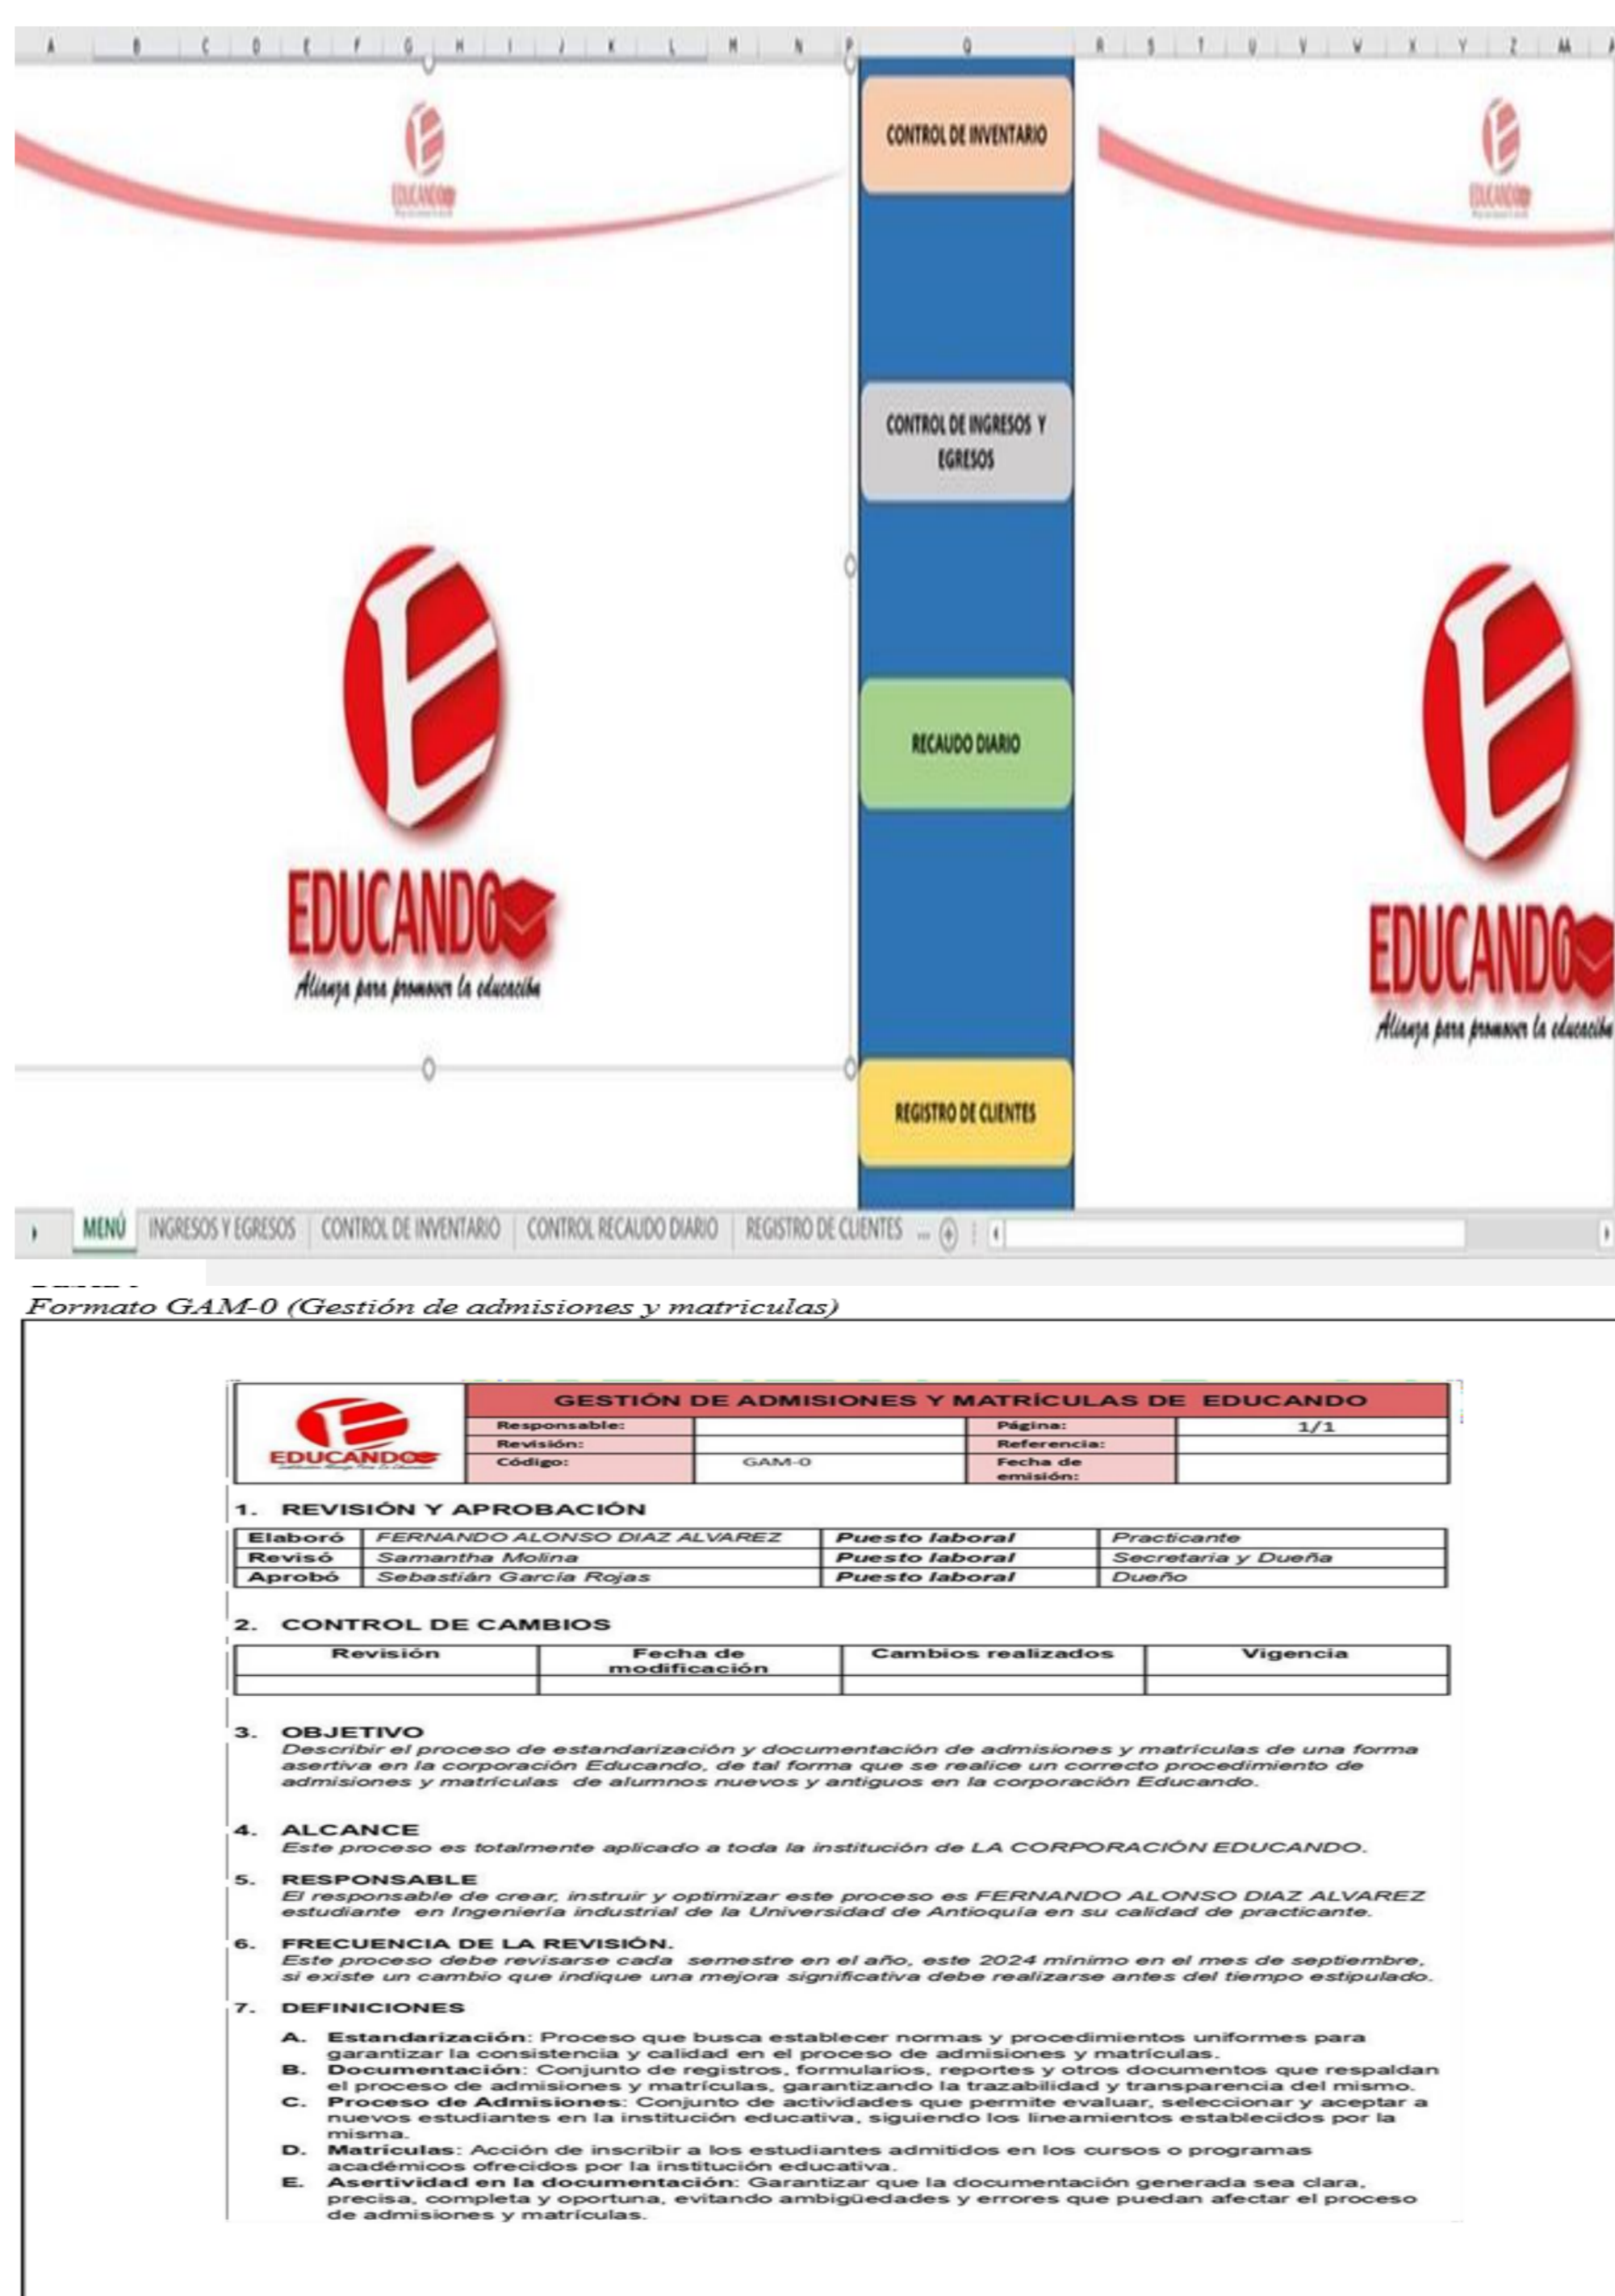 A B C D E F G H I J K L M N P Q R S T U V W X Y Z AA
EDUCANDO
CONTROL DE INVENTARIO
EDUCANDO
CONTROL DE INGRESOS Y
EGRESOS
RECAUDO DIARIO
EDUCANDO
Alianza para promover la educación
EDUCANDO
Alianza para promover la educación
REGISTRO DE CLIENTES
MENÚ INGRESOS Y EGRESOS CONTROL DE INVENTARIO CONTROL RECAUDO DIARIO REGISTRO DE CLIENTES ...
Formato GAM-0 (Gestión de admisiones y matriculas)
EDUCANDO
GESTIÓN DE ADMISIONES Y MATRÍCULAS DE EDUCANDO
Responsable: Página: 1/1
Revisión: Referencia:
Código: GAM-0 Fecha de
emisión:
1. REVISIÓN Y APROBACIÓN
Elaboró FERNANDO ALONSO DIAZ ALVAREZ Puesto laboral Practicante
Revisó Samantha Molina Puesto laboral Secretaria y Dueña
Aprobó Sebastián García Rojas Puesto laboral Dueño
2. CONTROL DE CAMBIOS
Revisión Fecha de Cambios realizados Vigencia
modificación
3. OBJETIVO
Describir el proceso de estandarización y documentación de admisiones y matrículas de una forma
asertiva en la corporación Educando, de tal forma que se realice un correcto procedimiento de
admisiones y matrículas de alumnos nuevos y antiguos en la corporación Educando.
4. ALCANCE
Este proceso es totalmente aplicado a toda la institución de LA CORPORACIÓN EDUCANDO.
5. RESPONSABLE
El responsable de crear, instruir y optimizar este proceso es FERNANDO ALONSO DIAZ ALVAREZ
estudiante en Ingeniería industrial de la Universidad de Antioquía en su calidad de practicante.
6. FRECUENCIA DE LA REVISIÓN.
Este proceso debe revisarse cada semestre en el año, este 2024 mínimo en el mes de septiembre,
si existe un cambio que indique una mejora significativa debe realizarse antes del tiempo estipulado.
7. DEFINICIONES
A. Estandarización: Proceso que busca establecer normas y procedimientos uniformes para
garantizar la consistencia y calidad en el proceso de admisiones y matrículas.
B. Documentación: Conjunto de registros, formularios, reportes y otros documentos que respaldan
el proceso de admisiones y matrículas, garantizando la trazabilidad y transparencia del mismo.
C. Proceso de Admisiones: Conjunto de actividades que permite evaluar, seleccionar y aceptar a
nuevos estudiantes en la institución educativa, siguiendo los lineamientos establecidos por la
misma.
D. Matrículas: Acción de inscribir a los estudiantes admitidos en los cursos o programas
académicos ofrecidos por la institución educativa.
E. Asertividad en la documentación: Garantizar que la documentación generada sea clara,
precisa, completa y oportuna, evitando ambigüedades y errores que puedan afectar el proceso
de admisiones y matrículas.